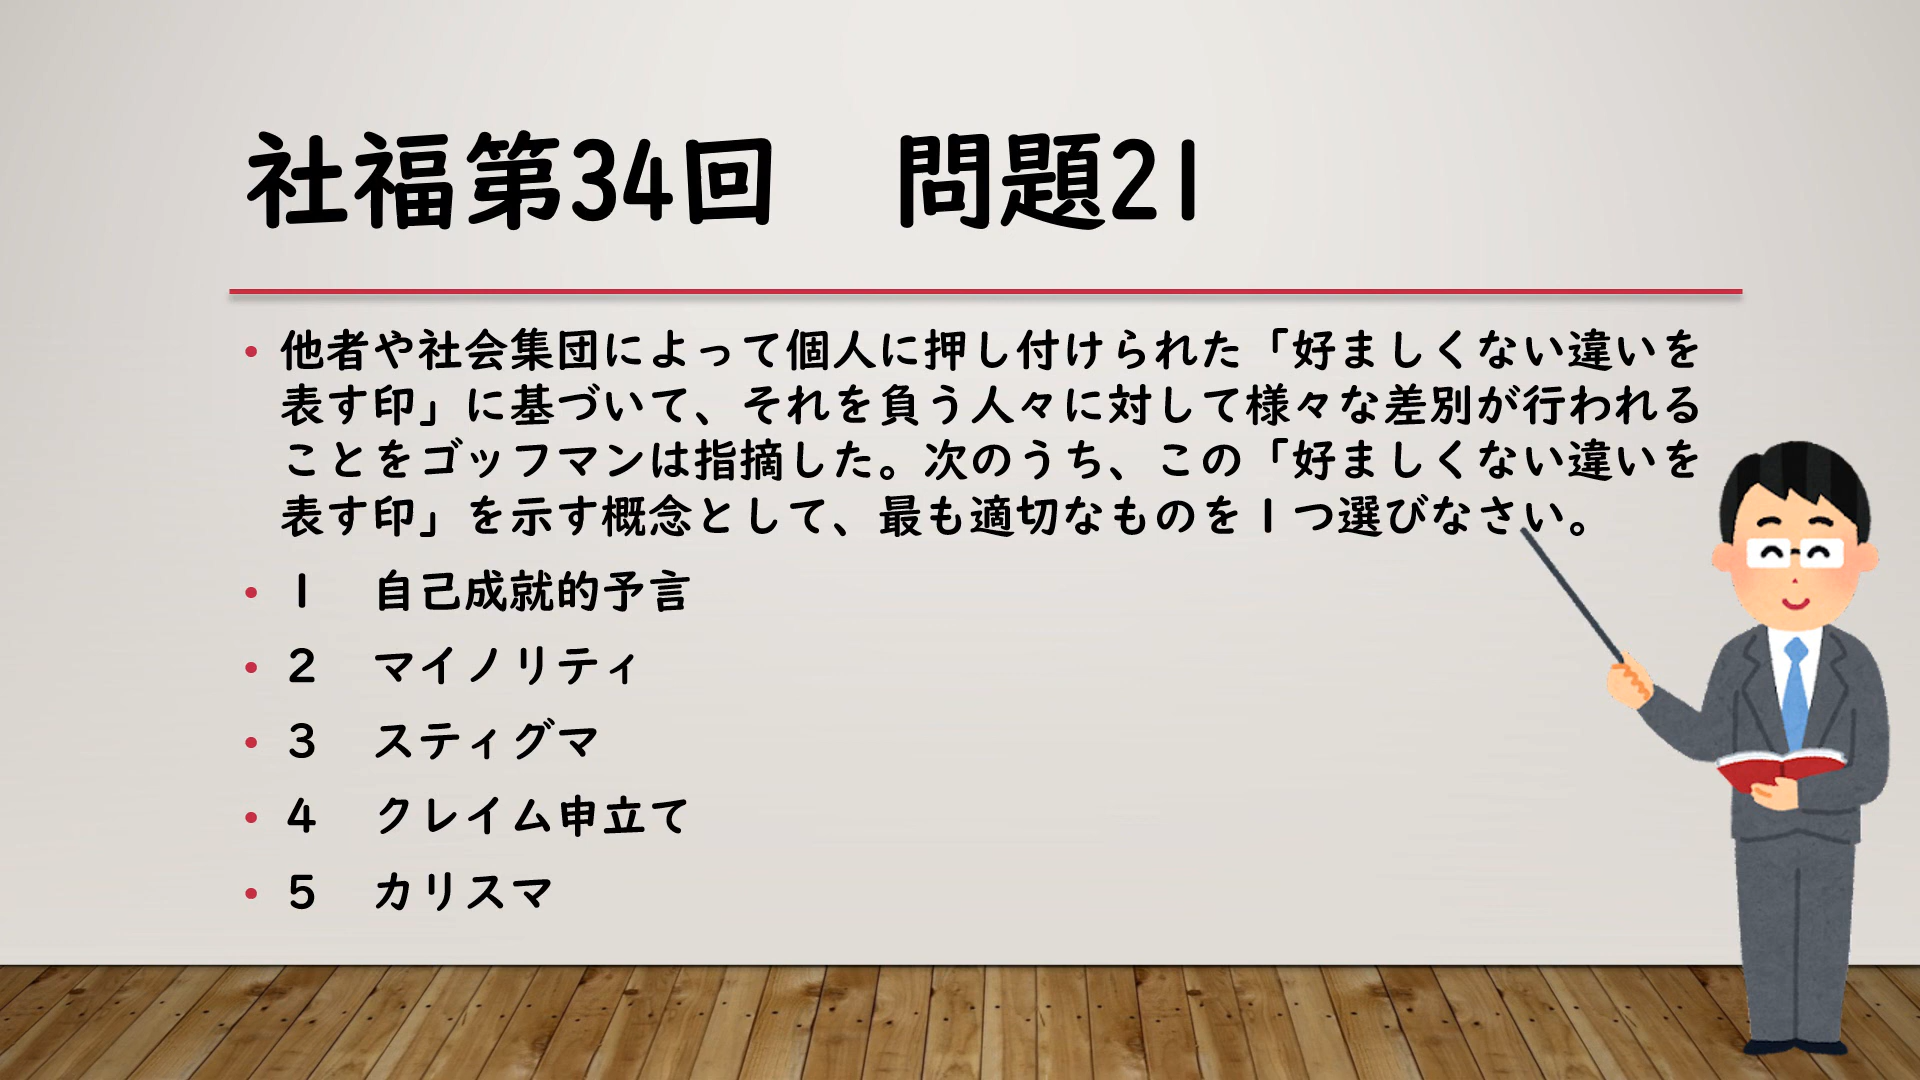 社福第34回　問題21
• 他者や社会集団によって個人に押し付けられた「好ましくない違いを
表す印」に基づいて、それを負う人々に対して様々な差別が行われる
ことをゴッフマンは指摘した。次のうち、この「好ましくない違いを
表す印」を示す概念として、最も適切なものを１つ選びなさい。
• １　自己成就的予言
• ２　マイノリティ
• ３　スティグマ
• ４　クレイム申立て
• ５　カリスマ